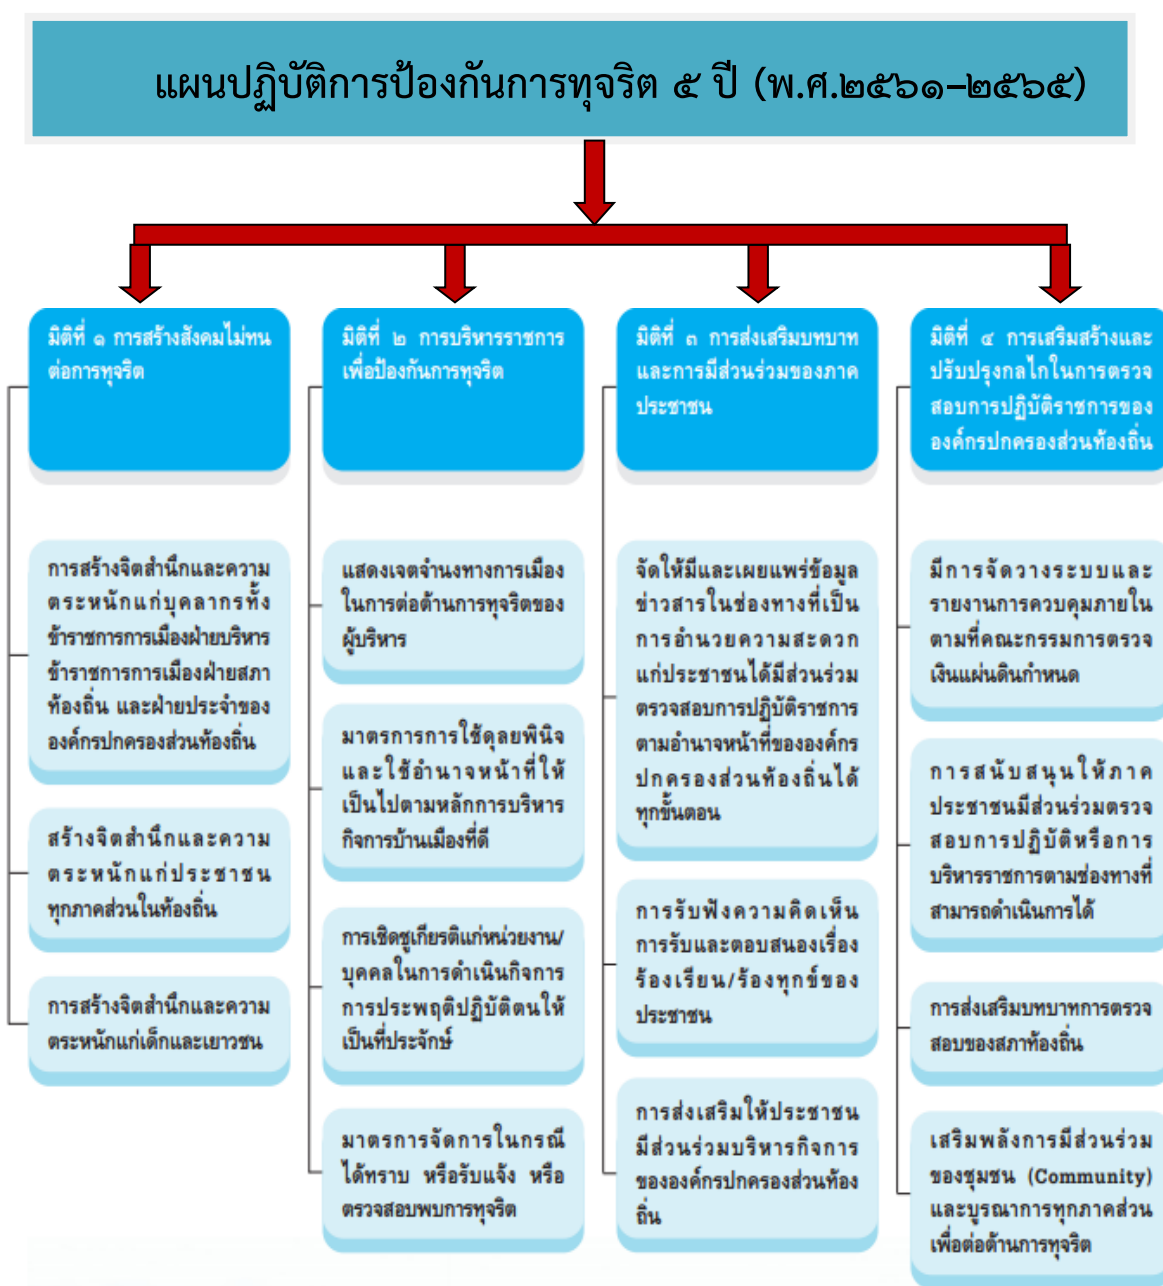 แผนปฏิบัติการป้องกันการทุจริต ๕ ปี (พ.ศ.๒๕๖๑–๒๕๖๕)
มิติที่ ๑ การสร้างสังคมไม่ทน
ต่อการทุจริต
การสร้างจิตสำนึกและความ
ตระหนักแก่บุคลากรทั้ง
ข้าราชการการเมืองฝ่ายบริหาร
ข้าราชการการเมืองฝ่ายสภา
ท้องถิ่น และฝ่ายประจำของ
องค์กรปกครองส่วนท้องถิ่น
สร้างจิตสำนึกและความ
ตระหนักแก่ประชาชน
ทุกภาคส่วนในท้องถิ่น
การสร้างจิตสำนึกและความ
ตระหนักแก่เด็กและเยาวชน
มิติที่ ๒ การบริหารราชการ
เพื่อป้องกันการทุจริต
แสดงเจตจำนงทางการเมือง
ในการต่อต้านการทุจริตของ
ผู้บริหาร
มาตรการการใช้ดุลยพินิจ
และใช้อำนาจหน้าที่ให้
เป็นไปตามหลักการบริหาร
กิจการบ้านเมืองที่ดี
การเชิดชูเกียรติแก่หน่วยงาน/
บุคคลในการดำเนินกิจการ
การประพฤติปฏิบัติตนให้
เป็นที่ประจักษ์
มาตรการจัดการในกรณี
ได้ทราบ หรือรับแจ้ง หรือ
ตรวจสอบพบการทุจริต
มิติที่ ๓ การส่งเสริมบทบาท
และการมีส่วนร่วมของภาค
ประชาชน
จัดให้มีและเผยแพร่ข้อมูล
ข่าวสารในช่องทางที่เป็น
การอำนวยความสะดวก
แก่ประชาชนได้มีส่วนร่วม
ตรวจสอบการปฏิบัติราชการ
ตามอำนาจหน้าที่ขององค์กร
ปกครองส่วนท้องถิ่นได้
ทุกขั้นตอน
การรับฟังความคิดเห็น
การรับและตอบสนองเรื่อง
ร้องเรียน/ร้องทุกข์ของ
ประชาชน
การส่งเสริมให้ประชาชน
มีส่วนร่วมบริหารกิจการ
ขององค์กรปกครองส่วนท้อง
ถิ่น
มิติที่ ๔ การเสริมสร้างและ
ปรับปรุงกลไกในการตรวจ
สอบการปฏิบัติราชการของ
องค์กรปกครองส่วนท้องถิ่น
มีการจัดวางระบบและ
รายงานการควบคุมภายใน
ตามที่คณะกรรมการตรวจ
เงินแผ่นดินกำหนด
การสนับสนุนให้ภาค
ประชาชนมีส่วนร่วมตรวจ
สอบการปฏิบัติหรือการ
บริหารราชการตามช่องทางที่
สามารถดำเนินการได้
การส่งเสริมบทบาทการตรวจ
สอบของสภาท้องถิ่น
เสริมพลังการมีส่วนร่วม
ของชุมชน (Community)
และบูรณาการทุกภาคส่วน
เพื่อต่อต้านการทุจริต